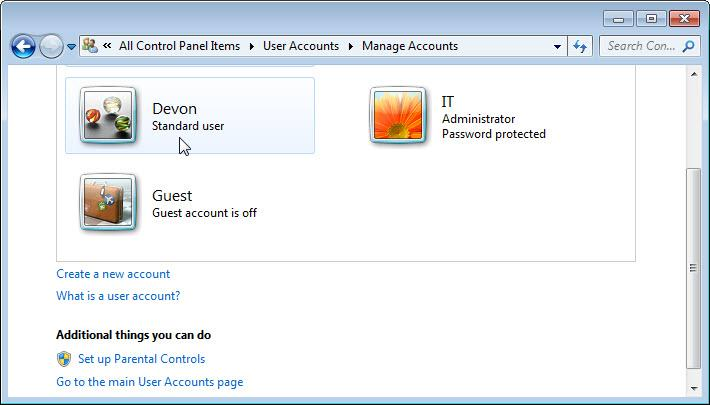 « All Control Panel Items ▸ User Accounts ▸ Manage Accounts
Search Con...
Devon
Standard user
IT
Administrator
Password protected
Guest
Guest account is off
Create a new account
What is a user account?
Additional things you can do
Set up Parental Controls
Go to the main User Accounts page